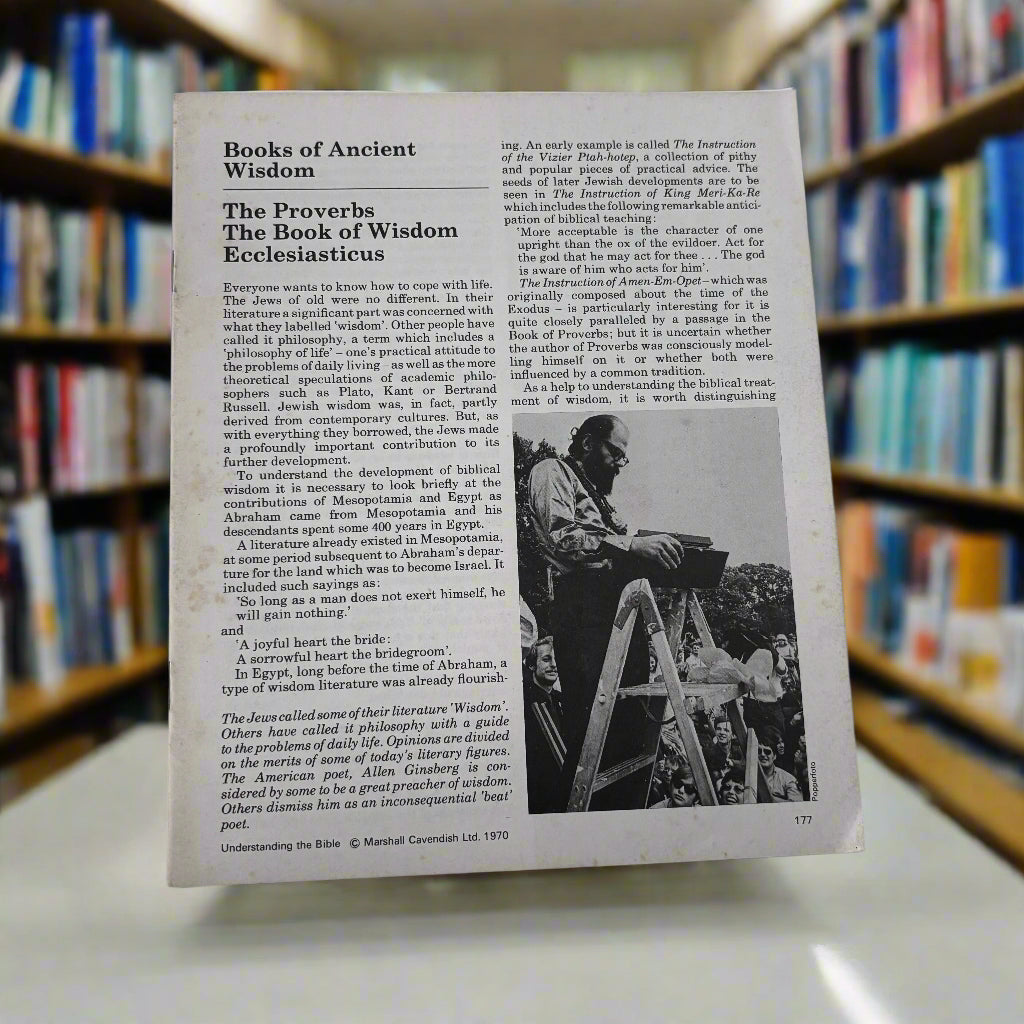 Books of Ancient
Wisdom
The Proverbs
The Book of Wisdom
Ecclesiasticus
Everyone wants to know how to cope with life.
The Jews of old were no different. In their
literature a significant part was concerned with
what they labelled 'wisdom'. Other people have
called it philosophy, a term which includes a
'philosophy of life' – one's practical attitude to
the problems of daily living – as well as the more
theoretical speculations of academic philo-
sophers such as Plato, Kant or Bertrand
Russell. Jewish wisdom was, in fact, partly
derived from contemporary cultures. But, as
with everything they borrowed, the Jews made
a profoundly important contribution to its
further development.
To understand the development of biblical
wisdom it is necessary to look briefly at the
contributions of Mesopotamia and Egypt as
Abraham came from Mesopotamia and his
descendants spent some 400 years in Egypt.
A literature already existed in Mesopotamia,
at some period subsequent to Abraham's depar-
ture for the land which was to become Israel. It
included such sayings as:
'So long as a man does not exert himself, he
will gain nothing.'
and
'A joyful heart the bride:
A sorrowful heart the bridegroom'.
In Egypt, long before the time of Abraham, a
type of wisdom literature was already flourish-
The Jews called some of their literature 'Wisdom'.
Others have called it philosophy with a guide
to the problems of daily life. Opinions are divided
on the merits of some of today's literary figures.
The American poet, Allen Ginsberg is con-
sidered by some to be a great preacher of wisdom.
Others dismiss him as an inconsequential 'beat'
poet.
Understanding the Bible © Marshall Cavendish Ltd. 1970
ing. An early example is called The Instruction
of the Vizier Ptah-hotep, a collection of pithy
and popular pieces of practical advice. The
seeds of later Jewish developments are to be
seen in The Instruction of King Meri-Ka-Re
which includes the following remarkable antici-
pation of biblical teaching:
'More acceptable is the character of one
upright than the ox of the evildoer. Act for
the god that he may act for thee . . . The god
is aware of him who acts for him'.
The Instruction of Amen-Em-Opet – which was
originally composed about the time of the
Exodus – is particularly interesting for it is
quite closely paralleled by a passage in the
Book of Proverbs; but it is uncertain whether
the author of Proverbs was consciously model-
ling himself on it or whether both were
influenced by a common tradition.
As a help to understanding the biblical treat-
ment of wisdom, it is worth distinguishing
Popperfoto
177